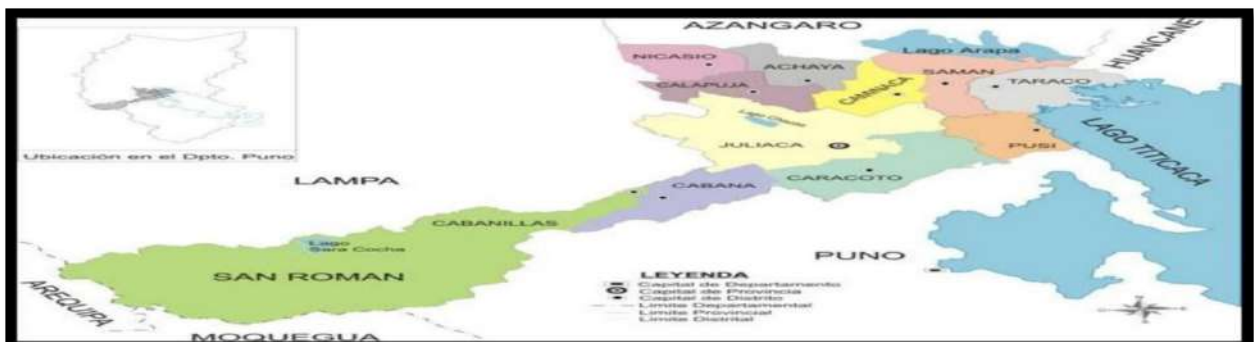 AZANGARO
HUANCANE
NICASIO
ACHAYA
Lago Arapa
SAMAN
TARACO
CALAPUJA
CAMINACA
Lago Chacas
JULIACA
PUSI
LAGO TITICACA
Ubicación en el Dpto. Puno
LAMPA
CABANA
CARACOTO
CABANILLAS
Lago
Sara Cocha
SAN ROMAN
PUNO
AREQUIPA
MOQUEGUA
LEYENDA
Capital de Departamento
Capital de Provincia
Capital de Distrito
Limite Departamental
Limite Provincial
Limite Distrital